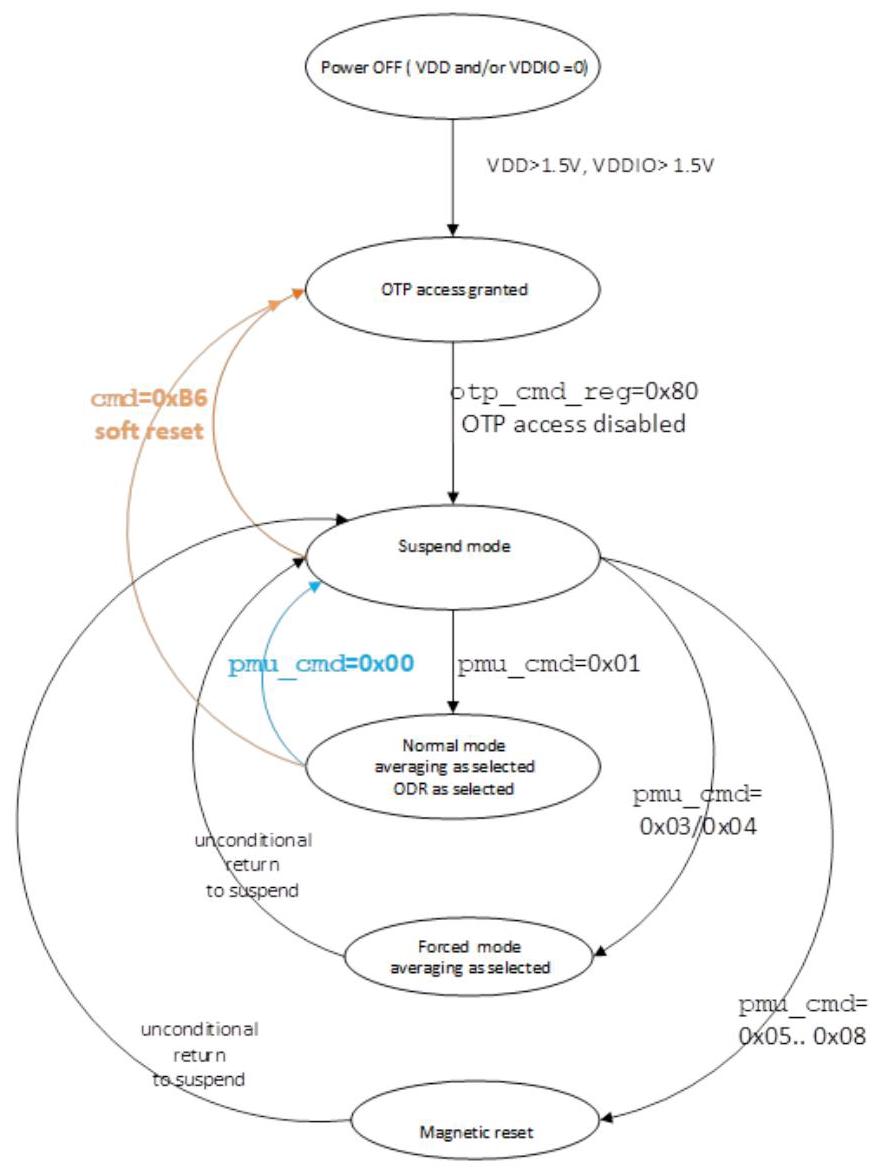 Power OFF ( VDD and/or VDDIO =0)
VDD>1.5V, VDDIO> 1.5V
OTP access granted
cmd=0xB6
soft reset
otp_cmd_reg=0x80
OTP access disabled
Suspend mode
pmu_cmd=0x00
pmu_cmd=0x01
Normal mode
averaging as selected
ODR as selected
pmu_cmd=
0x03/0x04
unconditional
return
to suspend
Forced mode
averaging as selected
pmu_cmd=
0x05.. 0x08
unconditional
return
to suspend
Magnetic reset